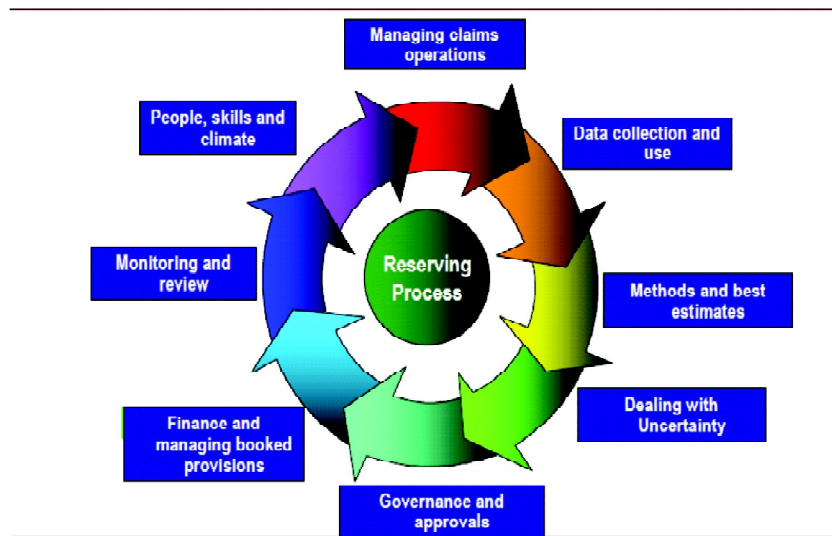 Managing claims
operations
People, skills and
climate
Data collection and
use
Reserving
Process
Monitoring and
review
Methods and best
estimates
Dealing with
Uncertainty
Finance and
managing booked
provisions
Governance and
approvals